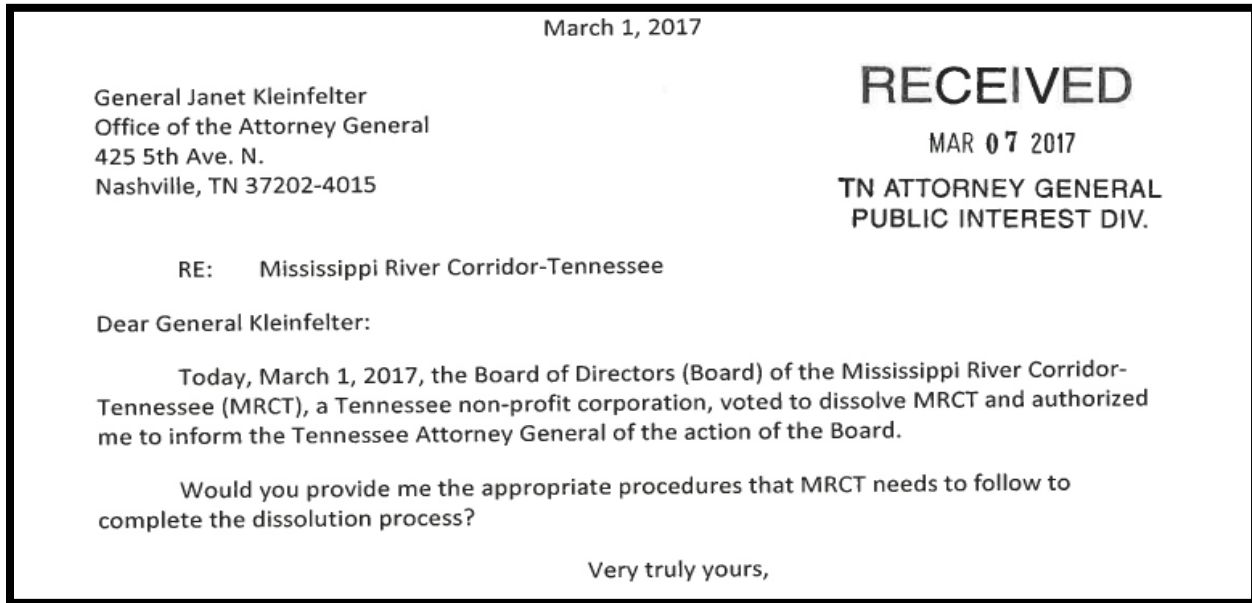 March 1, 2017
RECEIVED
MAR 07 2017
TN ATTORNEY GENERAL
PUBLIC INTEREST DIV.
General Janet Kleinfelter
Office of the Attorney General
425 5th Ave. N.
Nashville, TN 37202-4015
RE: Mississippi River Corridor-Tennessee
Dear General Kleinfelter:
Today, March 1, 2017, the Board of Directors (Board) of the Mississippi River Corridor-
Tennessee (MRCT), a Tennessee non-profit corporation, voted to dissolve MRCT and authorized
me to inform the Tennessee Attorney General of the action of the Board.
Would you provide me the appropriate procedures that MRCT needs to follow to
complete the dissolution process?
Very truly yours,